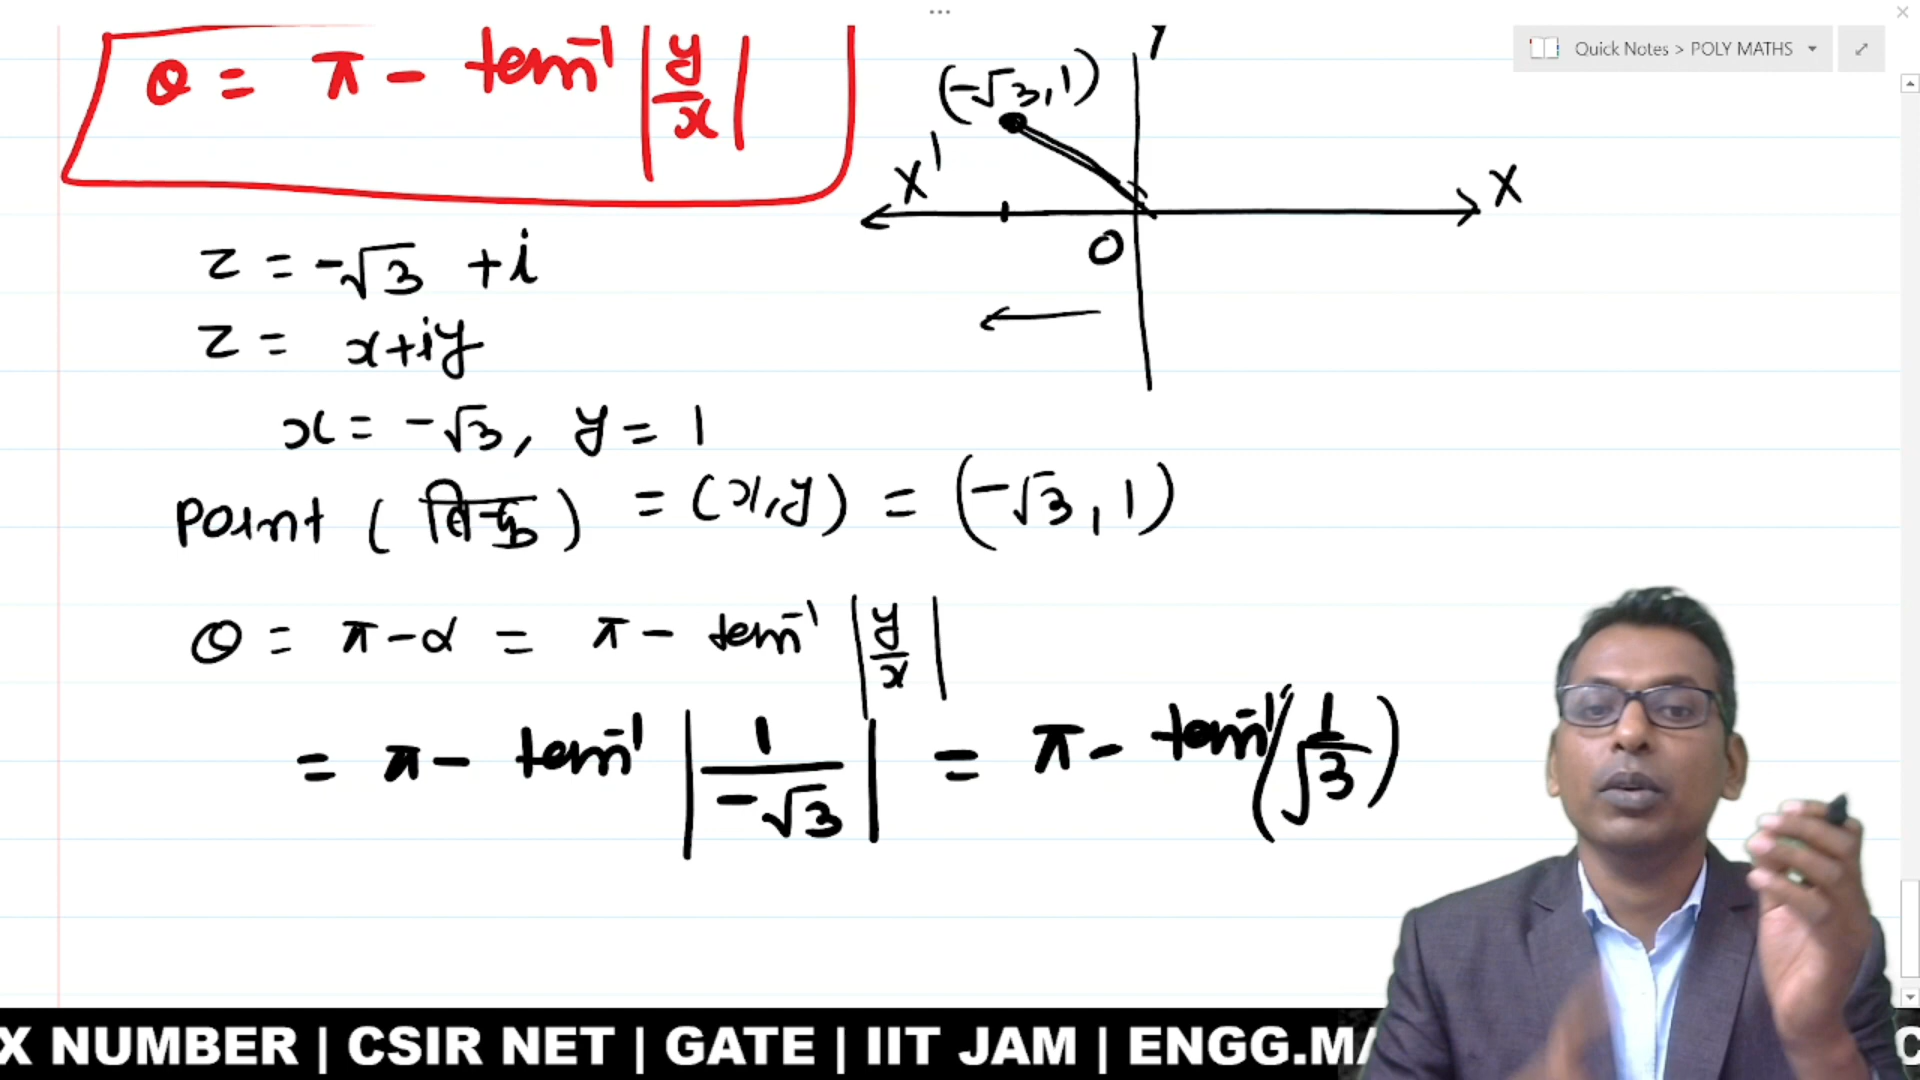 Quick Notes > POLY MATHS
θ = π - tan⁻¹ |y/x|
(-√3, 1)
X'
X
O
z = -√3 + i
z = x+iy
x = -√3, y = 1
Point ( बिन्दु ) = (x,y) = (-√3, 1)
θ = π-α = π - tan⁻¹ |y/x|
= π - tan⁻¹ |1/-√3| = π - tan⁻¹ (1/√3)
X NUMBER | CSIR NET | GATE | IIT JAM | ENGG.MA